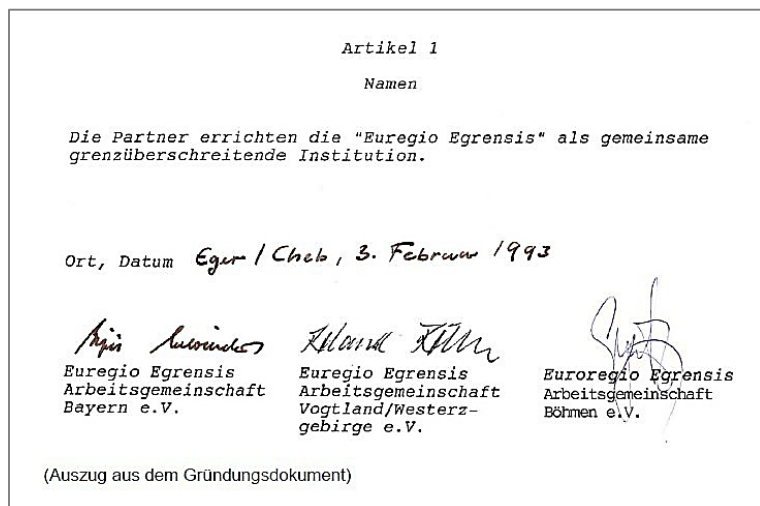 Artikel 1
Namen
Die Partner errichten die "Euregio Egrensis" als gemeinsame
grenzüberschreitende Institution.
Ort, Datum Eger / Cheb, 3. Februar 1993
Euregio Egrensis
Arbeitsgemeinschaft
Bayern e.V.
Euregio Egrensis
Arbeitsgemeinschaft
Vogtland/Westerz-
gebirge e.V.
Euroregio Egrensis
Arbeitsgemeinschaft
Böhmen e.V.
(Auszug aus dem Gründungsdokument)